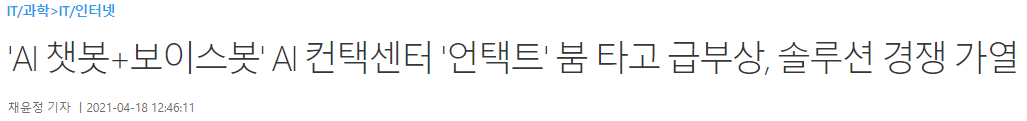 IT/과학>IT/인터넷
'AI 챗봇+보이스봇' AI 컨택센터 '언택트' 붐 타고 급부상, 솔루션 경쟁 가열
채윤정 기자 | 2021-04-18 12:46:11